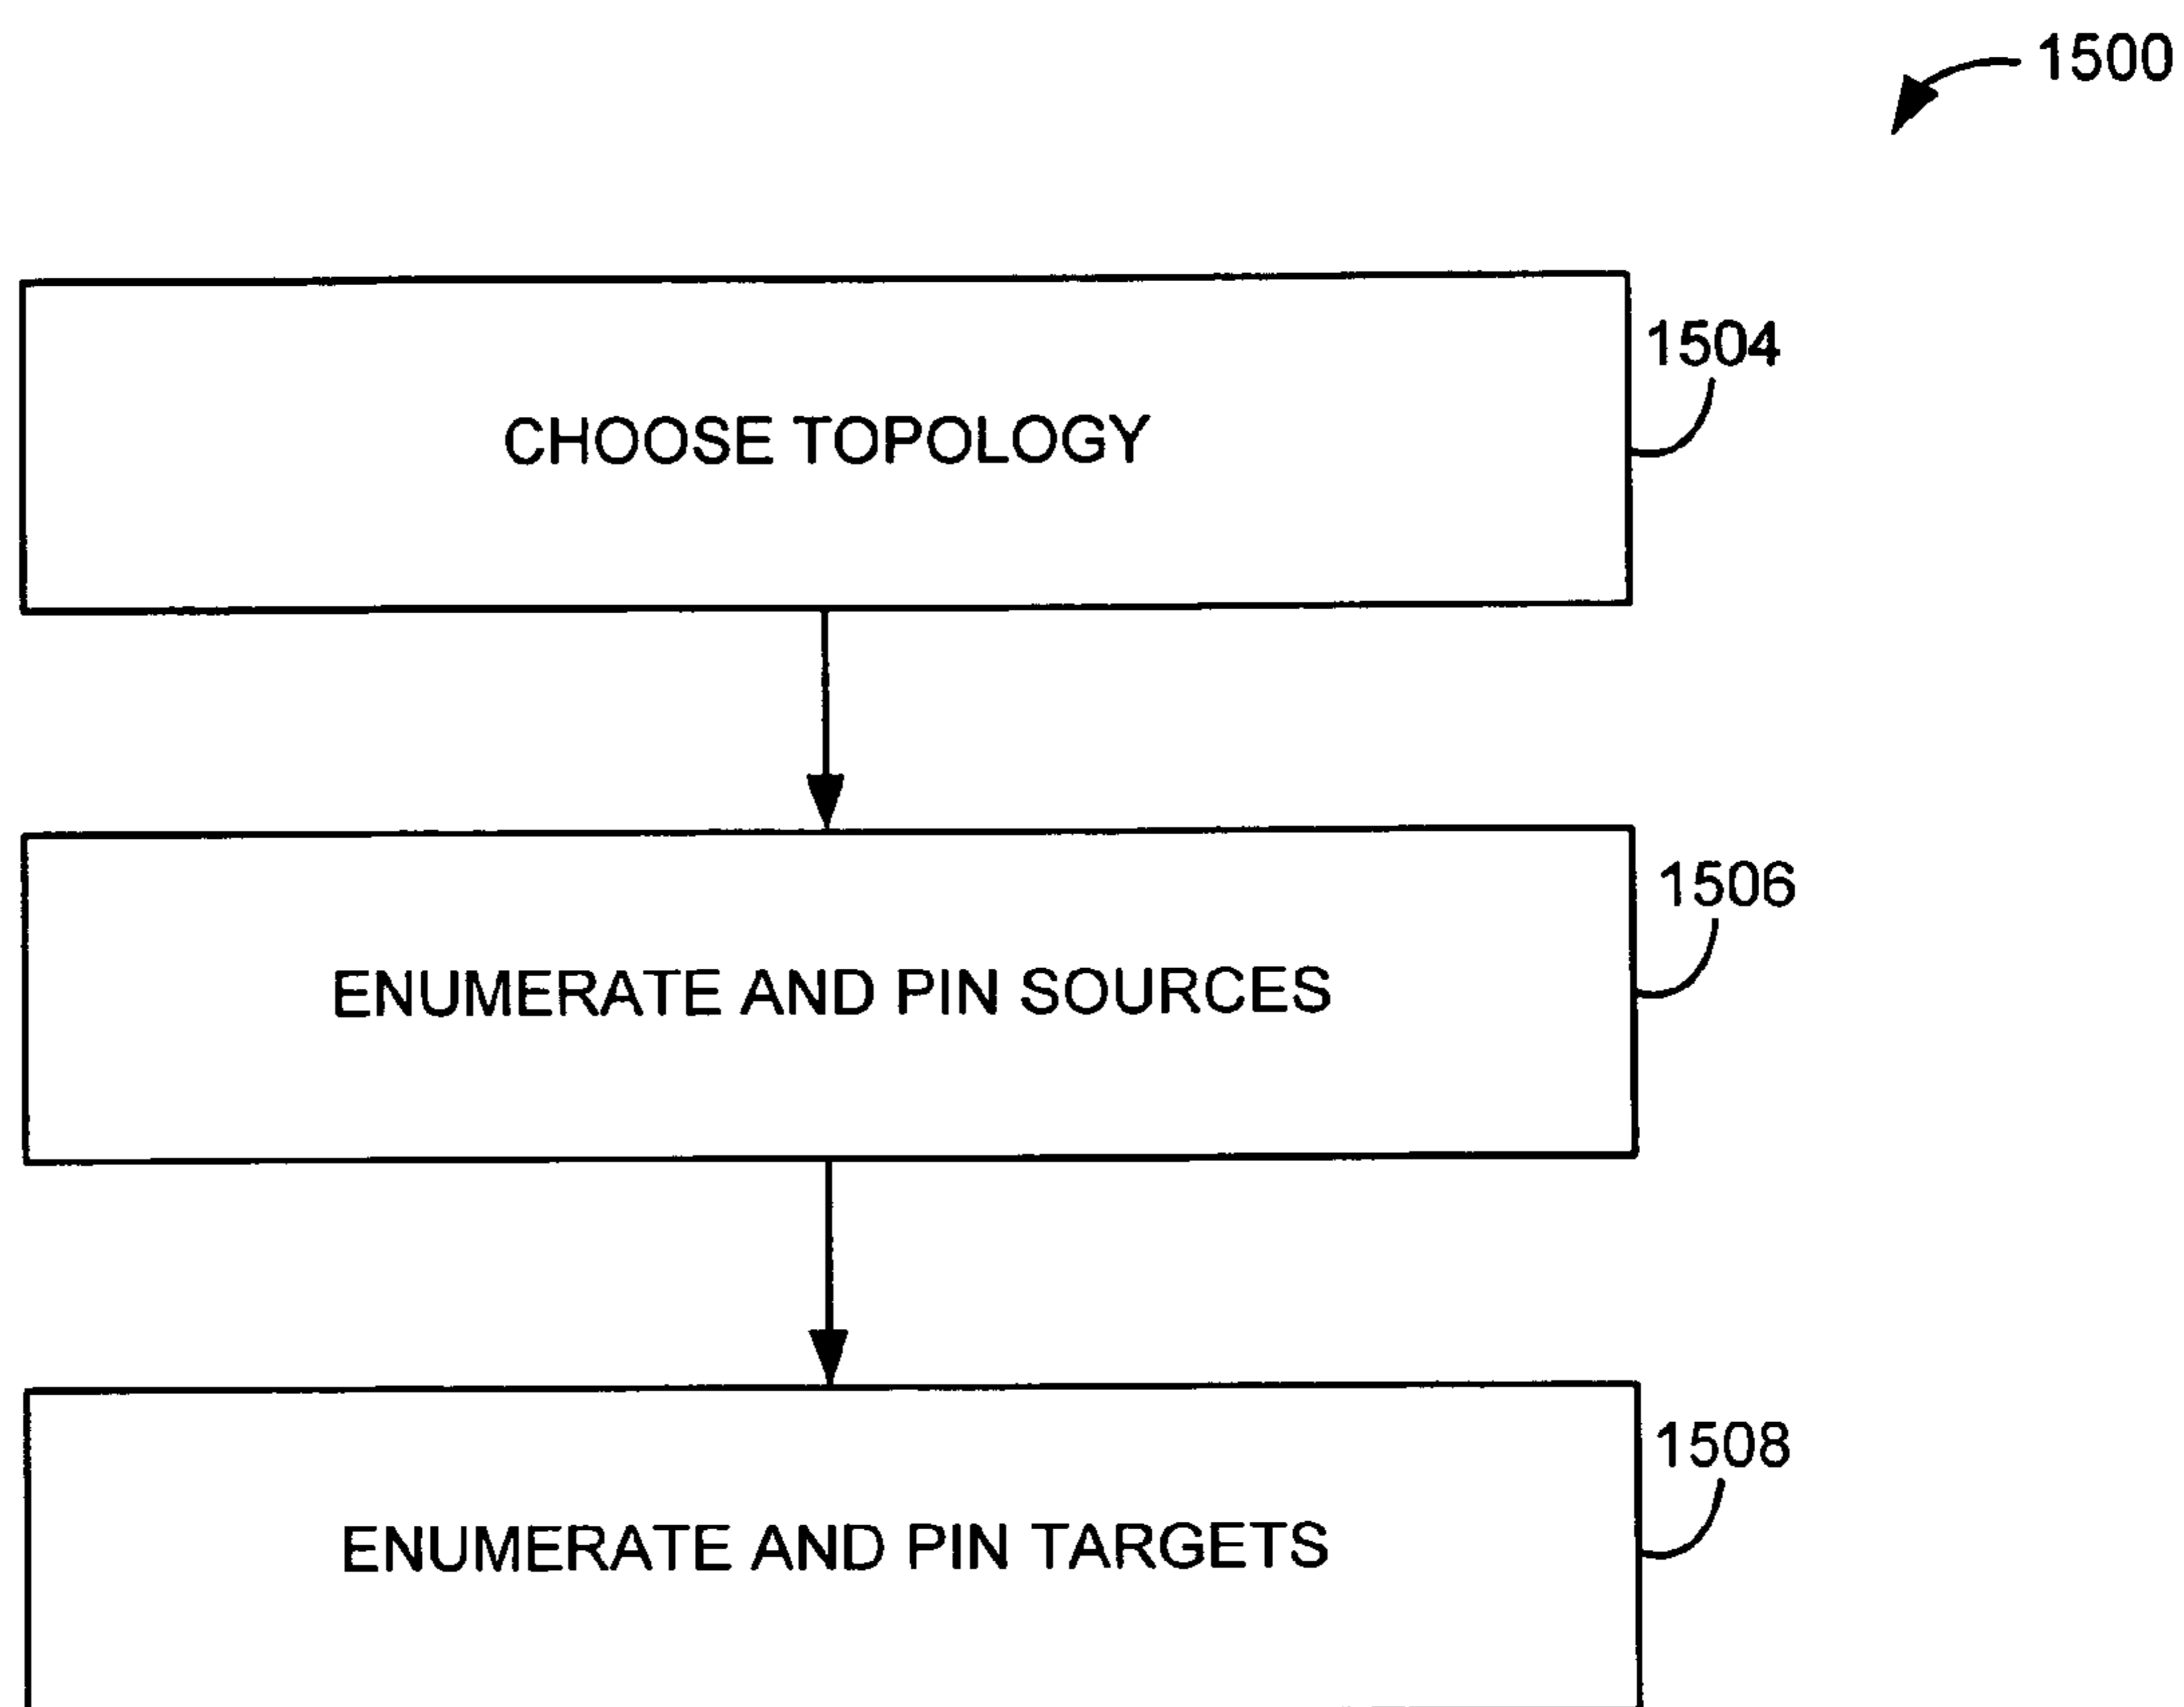 1500
1504
CHOOSE TOPOLOGY
1506
ENUMERATE AND PIN SOURCES
1508
ENUMERATE AND PIN TARGETS